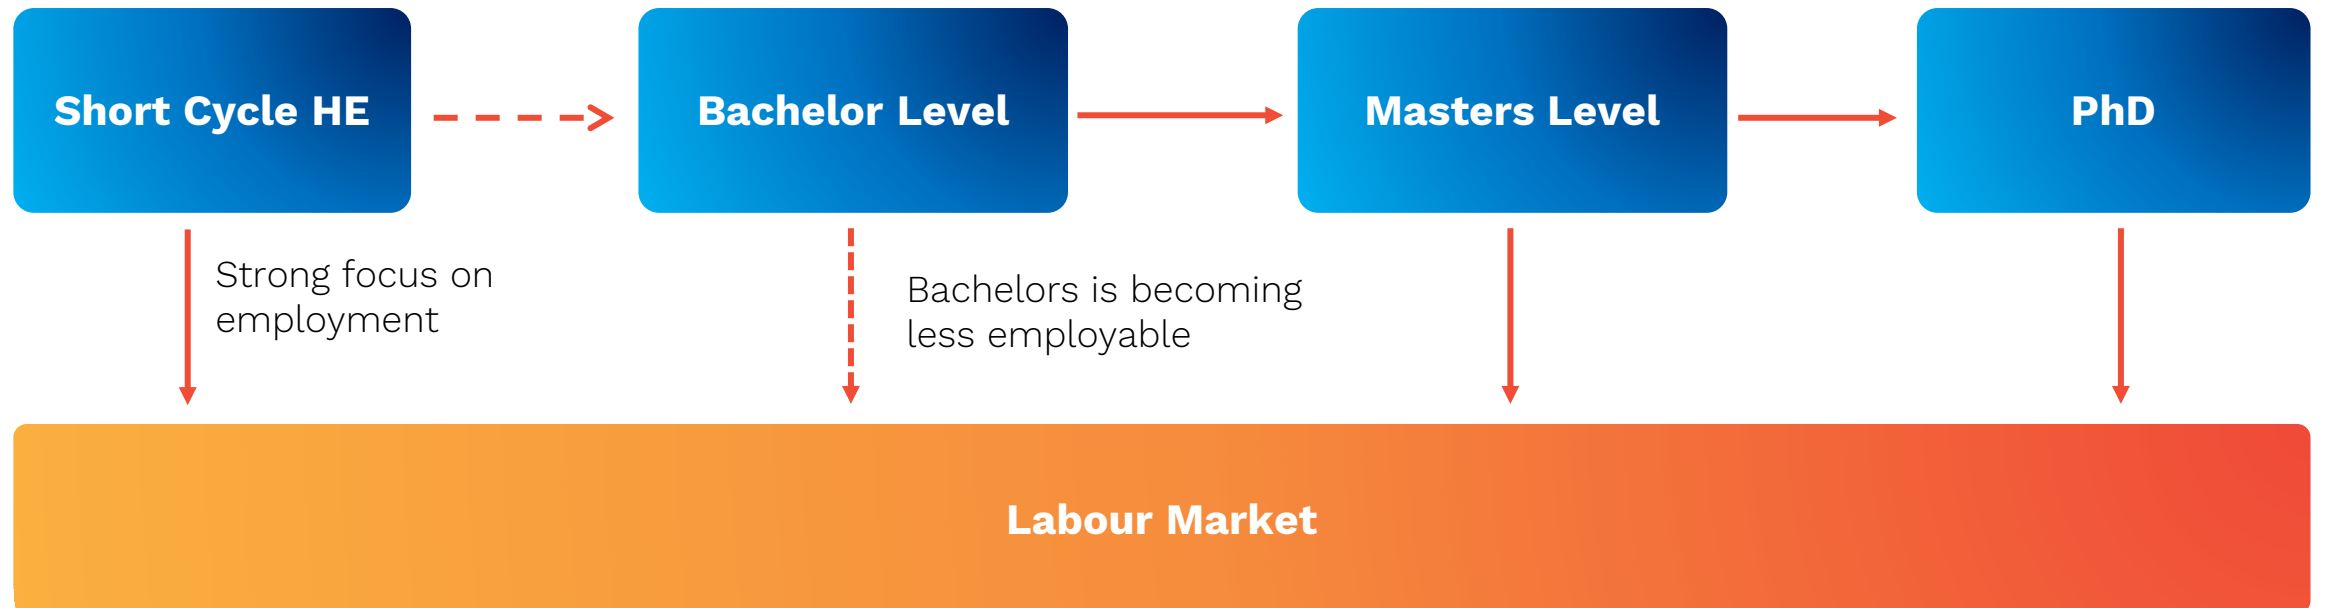 Short Cycle HE
Bachelor Level
Masters Level
PhD
Strong focus on
employment
Bachelors is becoming
less employable
Labour Market